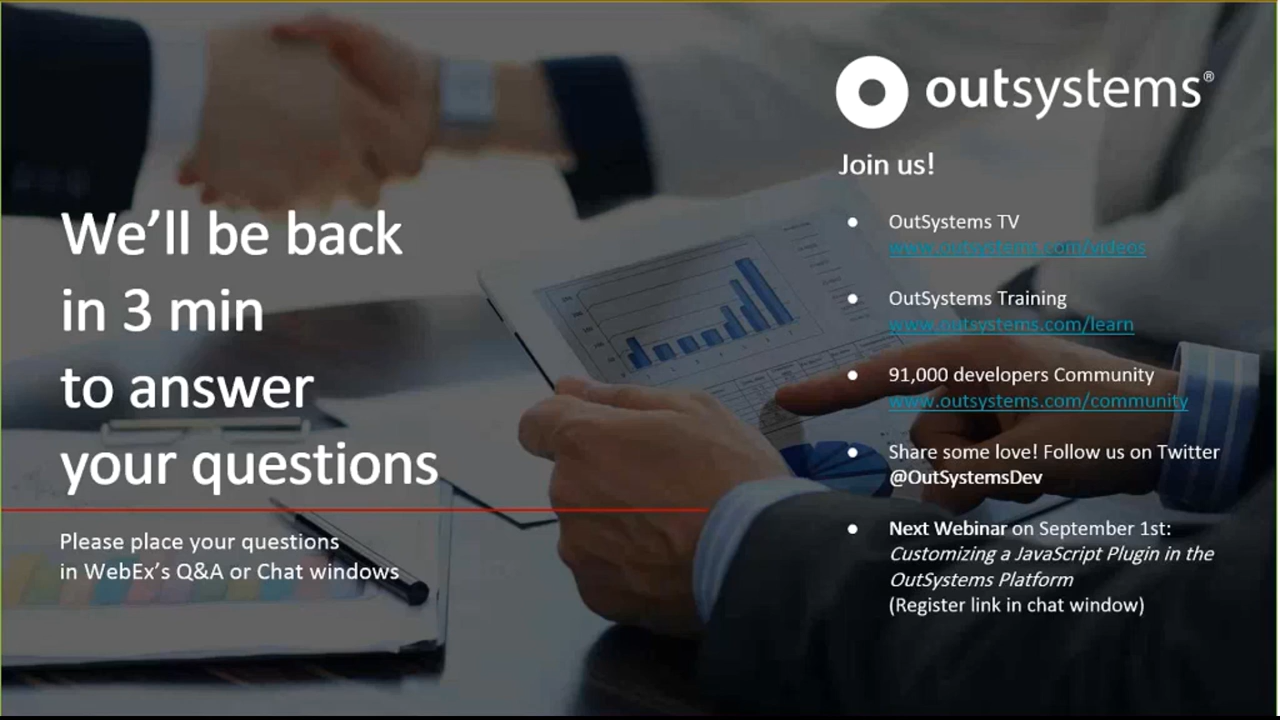 We’ll be back
in 3 min
to answer
your questions
Please place your questions
in WebEx’s Q&A or Chat windows
outsystems®
Join us!
• OutSystems TV
www.outsystems.com/videos
• OutSystems Training
www.outsystems.com/learn
• 91,000 developers Community
www.outsystems.com/community
• Share some love! Follow us on Twitter
@OutSystemsDev
• Next Webinar on September 1st:
Customizing a JavaScript Plugin in the
OutSystems Platform
(Register link in chat window)